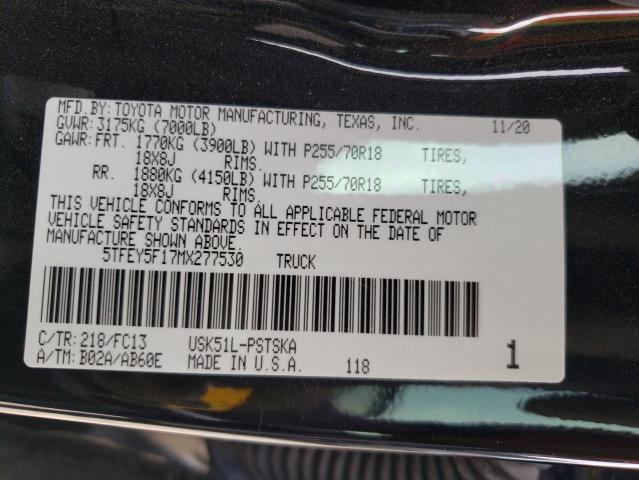 MFD.BY:TOYOTA MOTOR MANUFACTURING, TEXAS, INC. 11/20
GVWR:3175KG (7000LB)
GAWR:FRT. 1770KG (3900LB) WITH P255/70R18 TIRES,
18X8J RIMS.
RR. 1880KG (4150LB) WITH P255/70R18 TIRES,
18X8J RIMS.
THIS VEHICLE CONFORMS TO ALL APPLICABLE FEDERAL MOTOR
VEHICLE SAFETY STANDARDS IN EFFECT ON THE DATE OF
MANUFACTURE SHOWN ABOVE.
5TFEY5F17MX277530 TRUCK
C/TR:218/FC13 USK51L-PSTSKA
A/TM:B02A/AB60E MADE IN U.S.A. 118 1